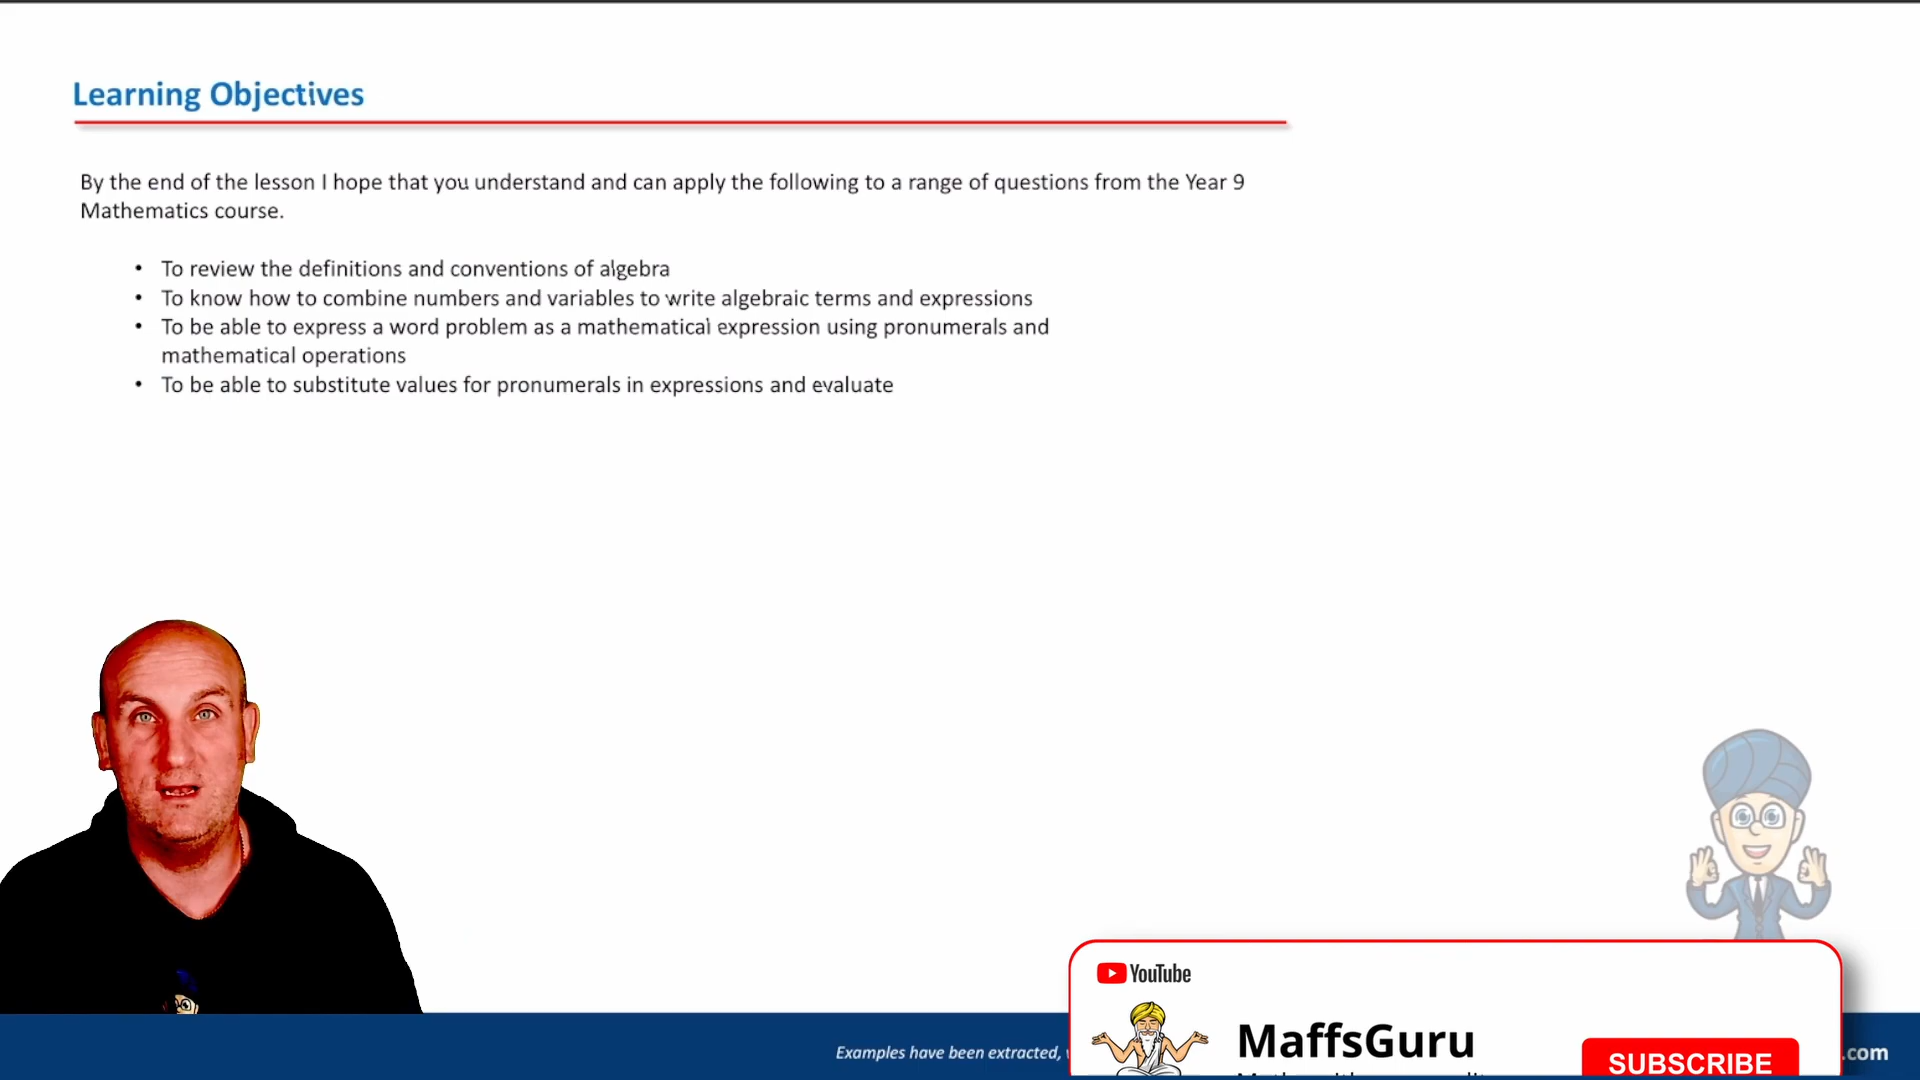 Learning Objectives
By the end of the lesson I hope that you understand and can apply the following to a range of questions from the Year 9
Mathematics course.
• To review the definitions and conventions of algebra
• To know how to combine numbers and variables to write algebraic terms and expressions
• To be able to express a word problem as a mathematical expression using pronumerals and
mathematical operations
• To be able to substitute values for pronumerals in expressions and evaluate
YouTube
MaffsGuru
SUBSCRIBE
Examples have been extracted,
.com